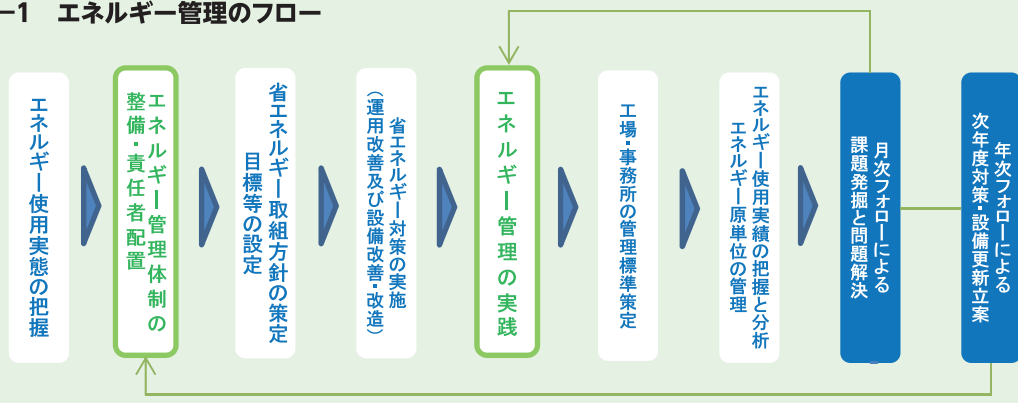 −1 エネルギー管理のフロー
エネルギー使用実態の把握
エネルギー管理体制の
整備・責任者配置
省エネルギー取組方針の策定
目標等の設定
省エネルギー対策の実施
（運用改善及び設備改善・改造）
エネルギー管理の実践
工場・事務所の管理標準策定
エネルギー使用実績の把握と分析
エネルギー原単位の管理
月次フォローによる
課題発掘と問題解決
年次フォローによる
次年度対策・設備更新立案